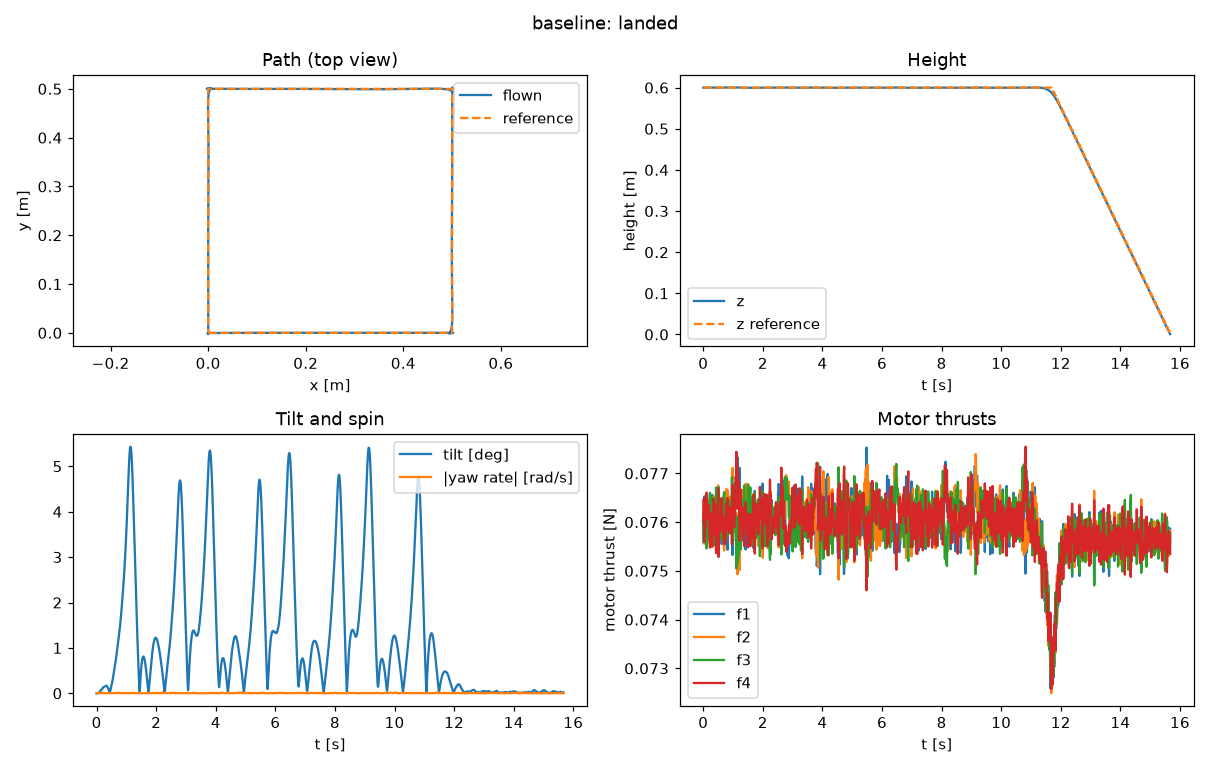 baseline: landed
Path (top view)
0.5
0.4
0.3
0.2
0.1
0.0
y [m]
−0.2
0.0
0.2
0.4
0.6
x [m]
flown
reference
Height
0.6
0.5
0.4
0.3
0.2
0.1
0.0
height [m]
0
2
4
6
8
10
12
14
16
t [s]
z
z reference
Tilt and spin
5
4
3
2
1
0
0
2
4
6
8
10
12
14
16
t [s]
tilt [deg]
|yaw rate| [rad/s]
Motor thrusts
0.077
0.076
0.075
0.074
0.073
motor thrust [N]
0
2
4
6
8
10
12
14
16
t [s]
f1
f2
f3
f4